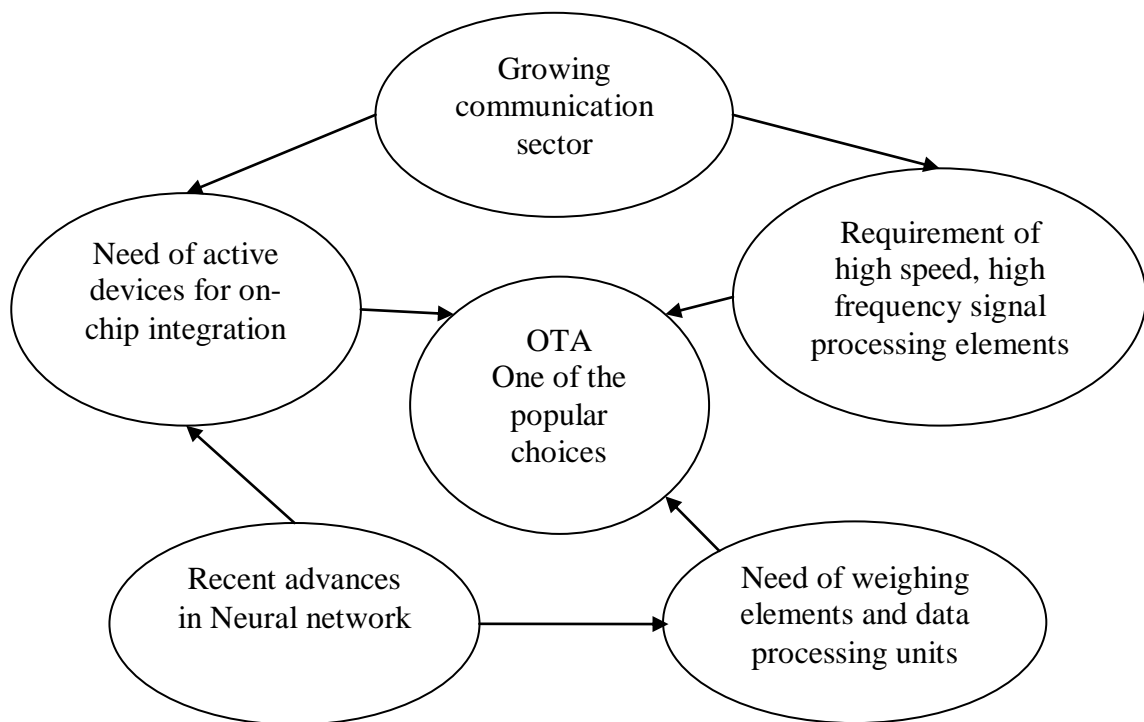 Growing
communication
sector
Need of active
devices for on-
chip integration
Requirement of
high speed, high
frequency signal
processing elements
OTA
One of the
popular
choices
Recent advances
in Neural network
Need of weighing
elements and data
processing units